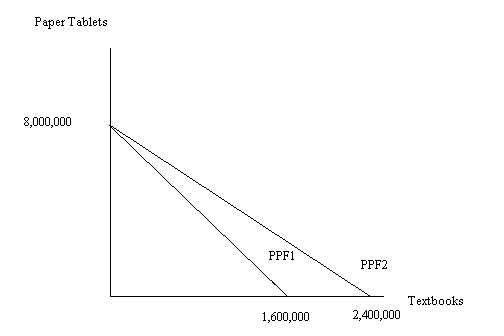 Paper Tablets
8,000,000
PPF1
PPF2
Textbooks
1,600,000
2,400,000